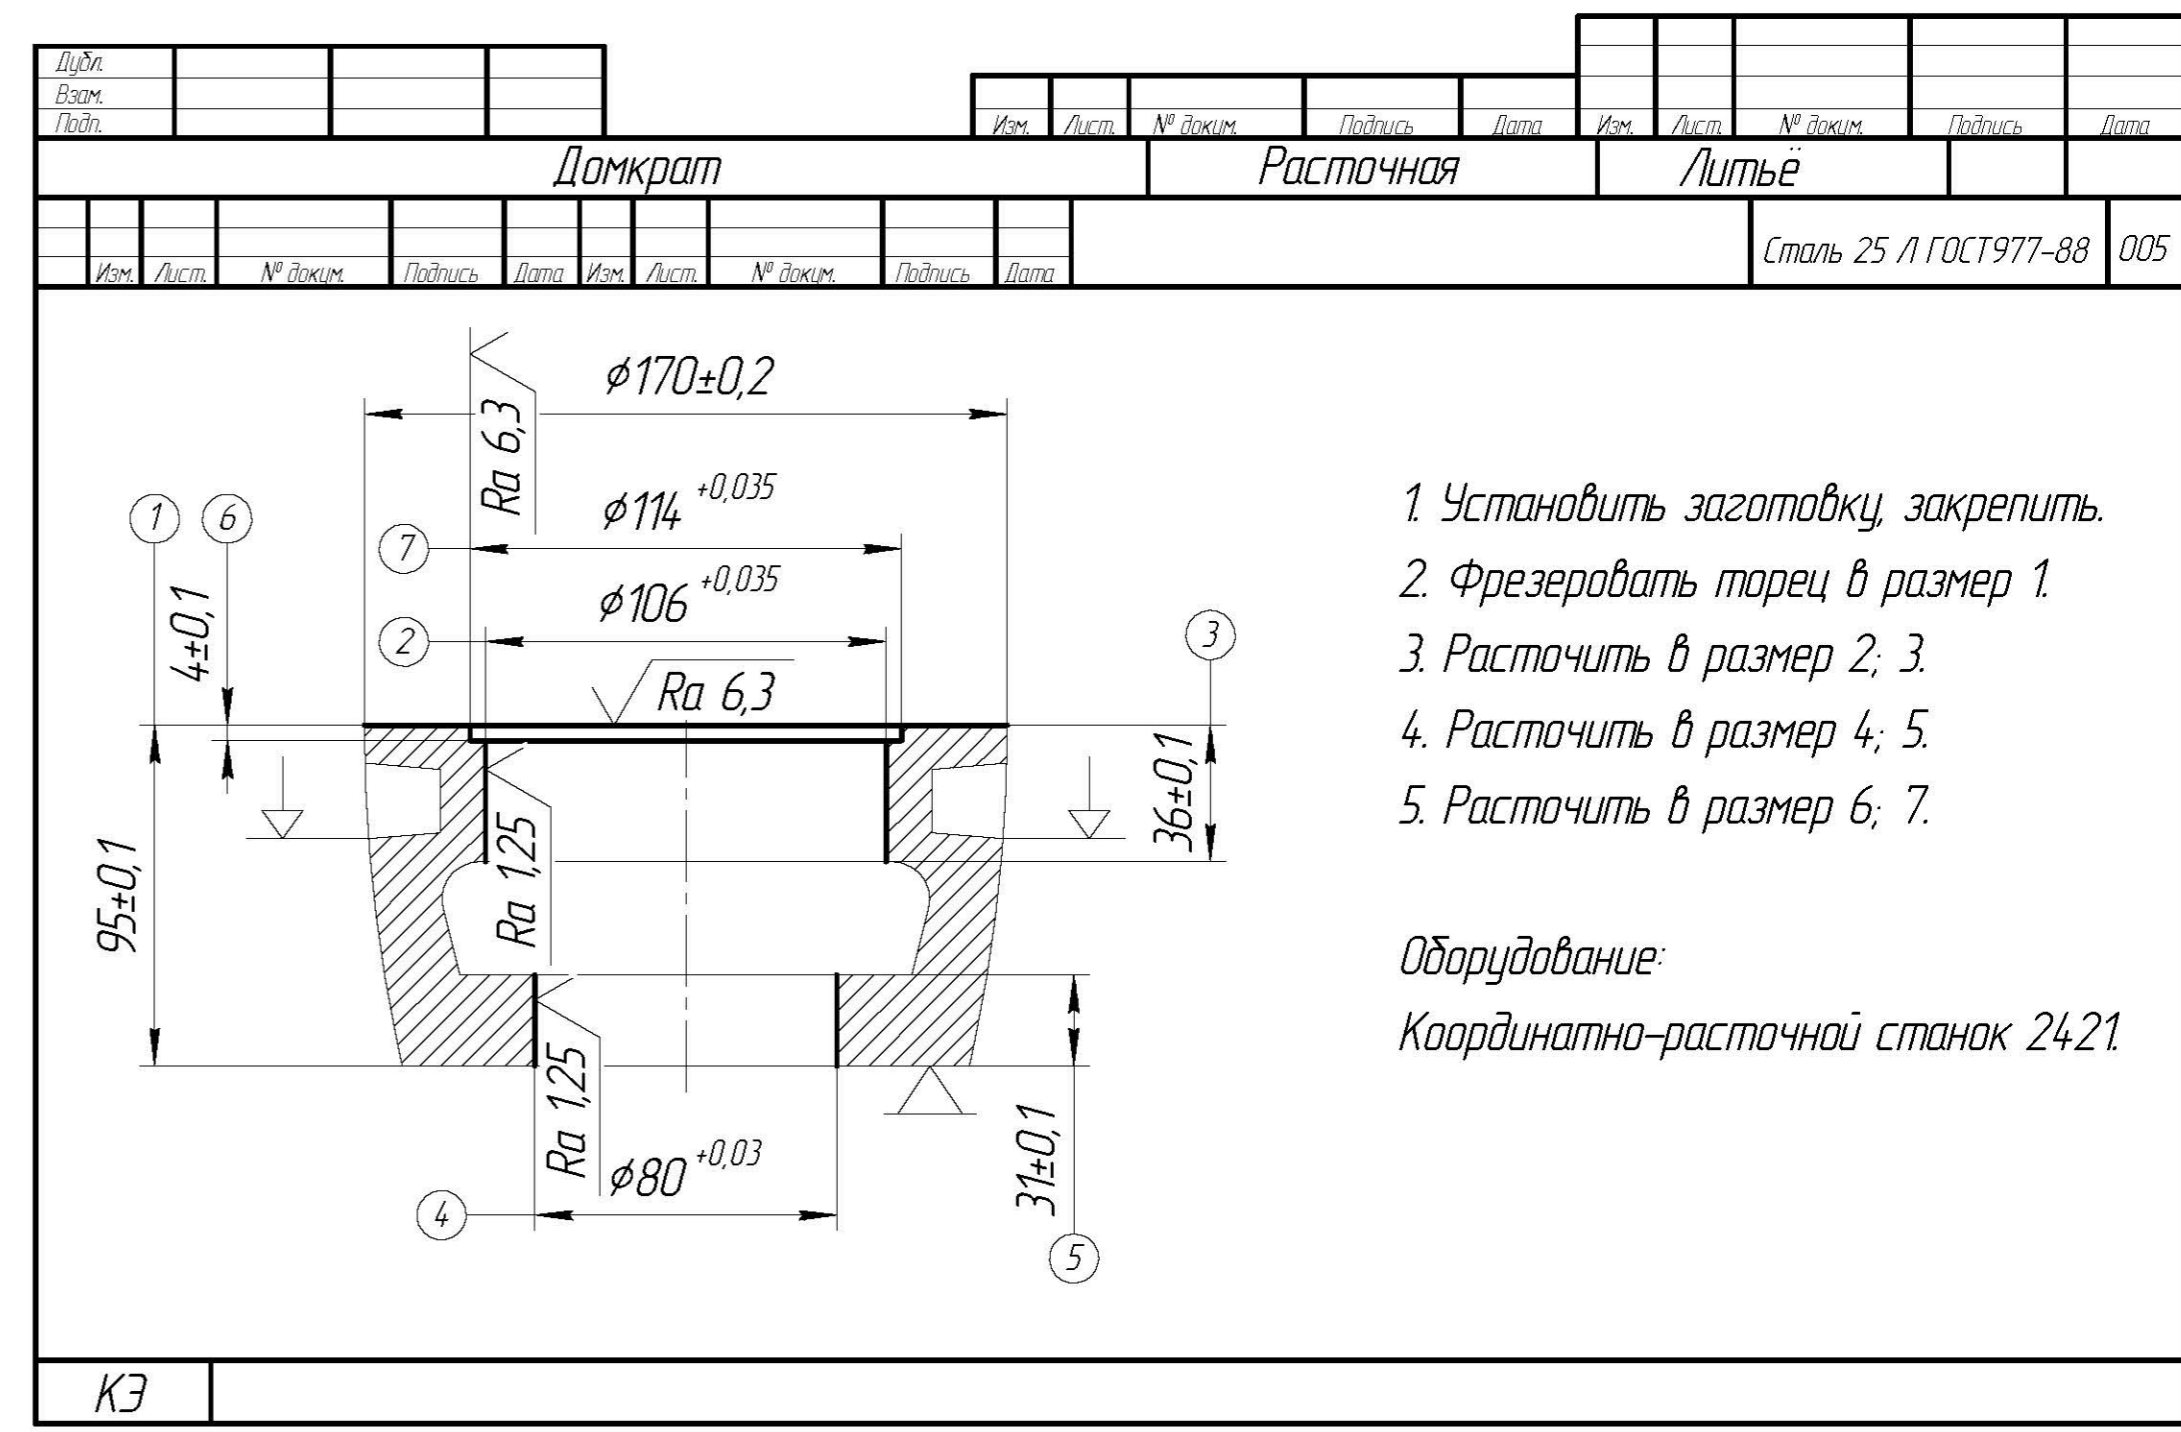 Дубл.
Взам.
Подп.
Изм. Лист. № докум. Подпись Дата Изм. Лист. № докум. Подпись Дата
Домкрат Расточная Литьё
Изм. Лист. № докум. Подпись Дата Изм. Лист. № докум. Подпись Дата
Сталь 25 Л ГОСТ977-88 005
⌀170±0,2
Ra 6,3
⌀114 +0,035
1 6
7
⌀106 +0,035
4±0,1
2
3
Ra 6,3
36±0,1
95±0,1
Ra 1,25
Ra 1,25
⌀80 +0,03
31±0,1
4
5
1. Установить заготовку, закрепить.
2. Фрезеровать торец в размер 1.
3. Расточить в размер 2; 3.
4. Расточить в размер 4; 5.
5. Расточить в размер 6; 7.
Оборудование:
Координатно-расточной станок 2421.
КЭ